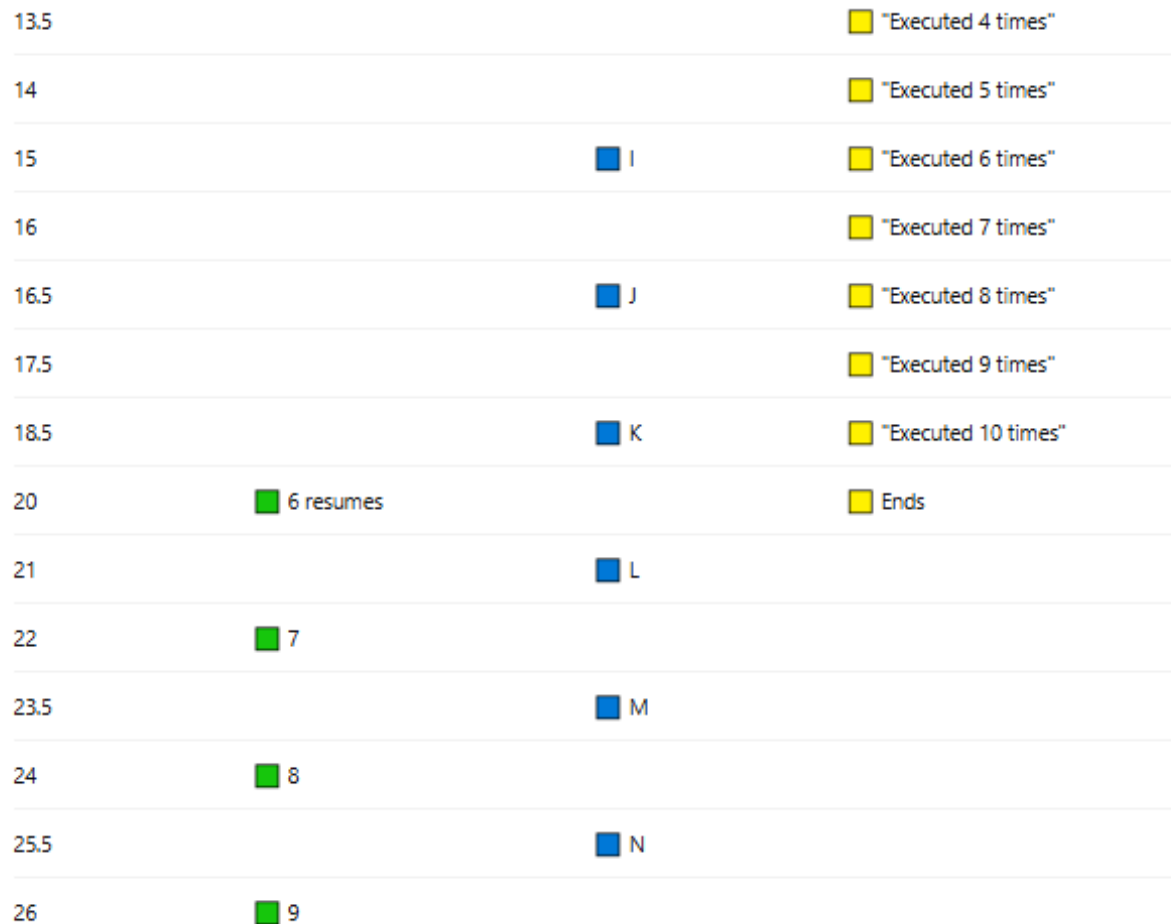 13.5 "Executed 4 times"
14 "Executed 5 times"
15 I "Executed 6 times"
16 "Executed 7 times"
16.5 J "Executed 8 times"
17.5 "Executed 9 times"
18.5 K "Executed 10 times"
20 6 resumes Ends
21 L
22 7
23.5 M
24 8
25.5 N
26 9